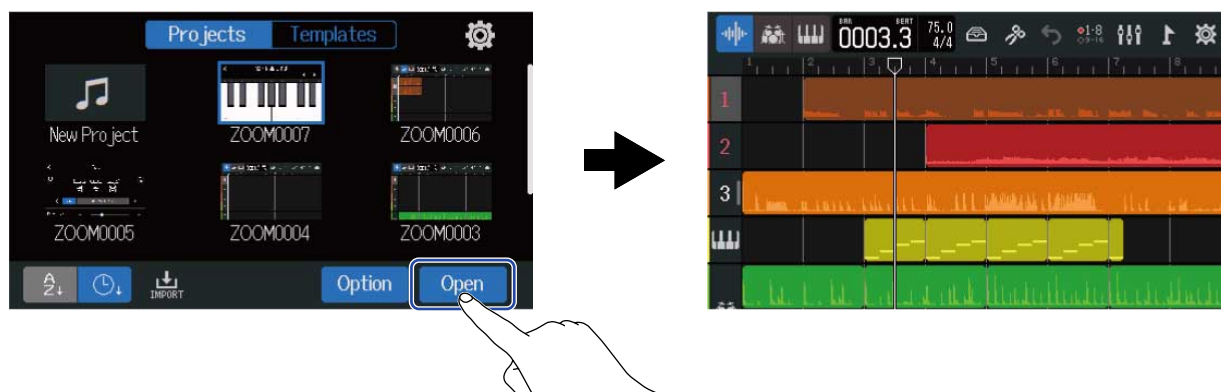 Projects Templates
New Project
ZOOM0007
ZOOM0006
ZOOM0005
ZOOM0004
ZOOM0003
A
Z
IMPORT
Option
Open
BAR BEAT
0003.3
75.0
4/4
1-8
9-16
1 2 3 4 5 6 7 8
1
2
3